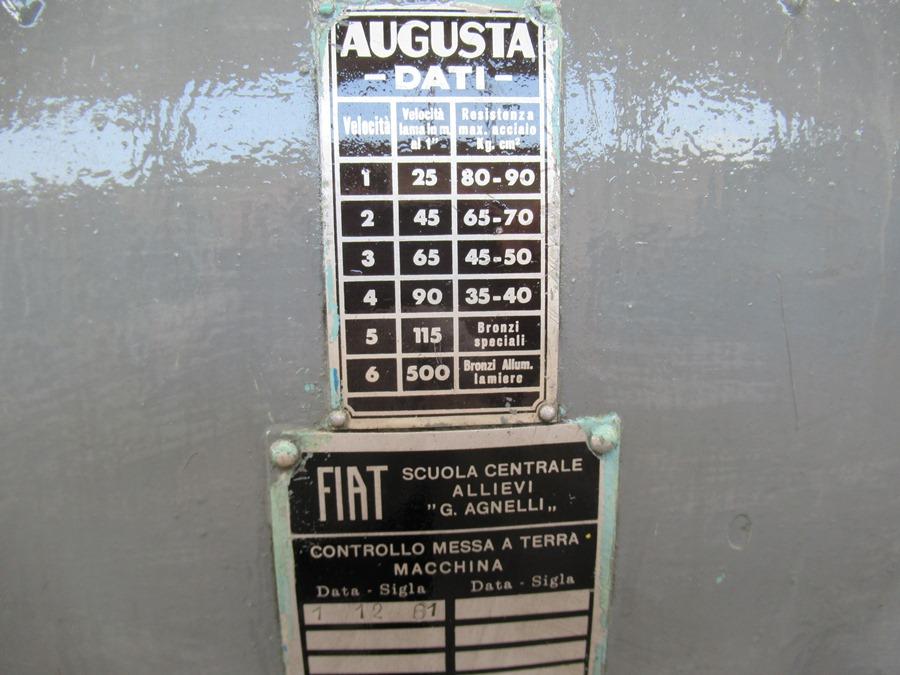 AUGUSTA
- DATI -
Velocità Velocità lama in m. al 1" Resistenza max. acciaio Kg. cm²
1 25 80-90
2 45 65-70
3 65 45-50
4 90 35-40
5 115 Bronzi speciali
6 500 Bronzi Allum. lamiere
FIAT SCUOLA CENTRALE
ALLIEVI
"G. AGNELLI„
CONTROLLO MESSA A TERRA
MACCHINA
Data - Sigla Data - Sigla
1 12 61